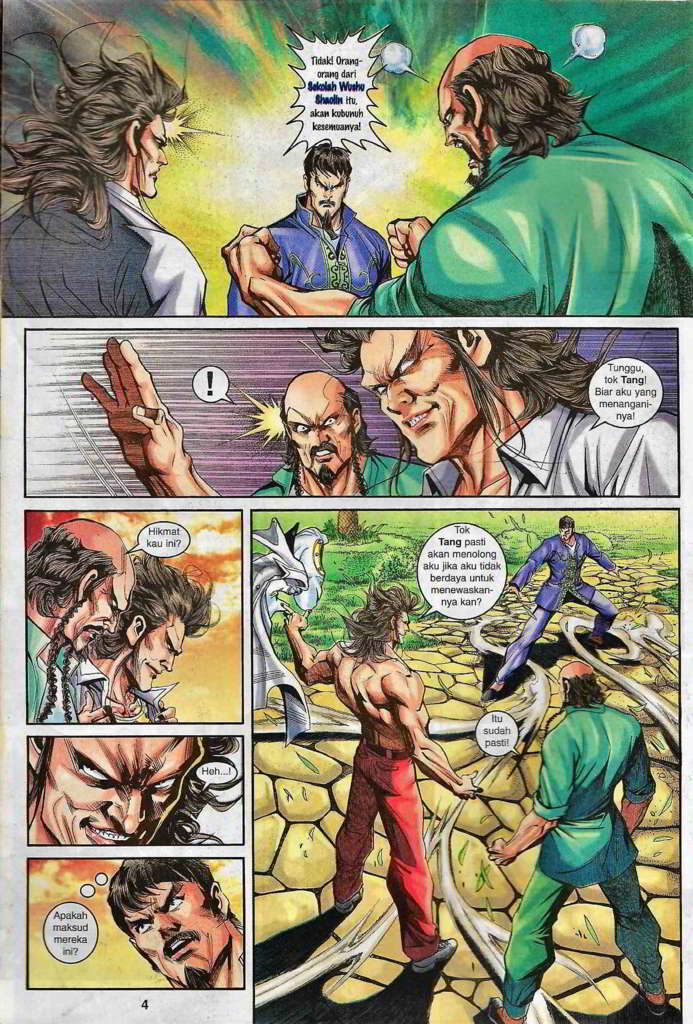 Tidak! Orang-
orang dari
Sekolah Wushu
Shaolin itu,
akan kubunuh
kesemuanya!
!
Tunggu,
tok Tang!
Biar aku yang
menangani-
nya!
Hikmat
kau ini?
Heh...!
Apakah
maksud
mereka
ini?
Tok
Tang pasti
akan menolong
aku jika aku tidak
berdaya untuk
menewaskan-
nya kan?
Itu
sudah
pasti!
4